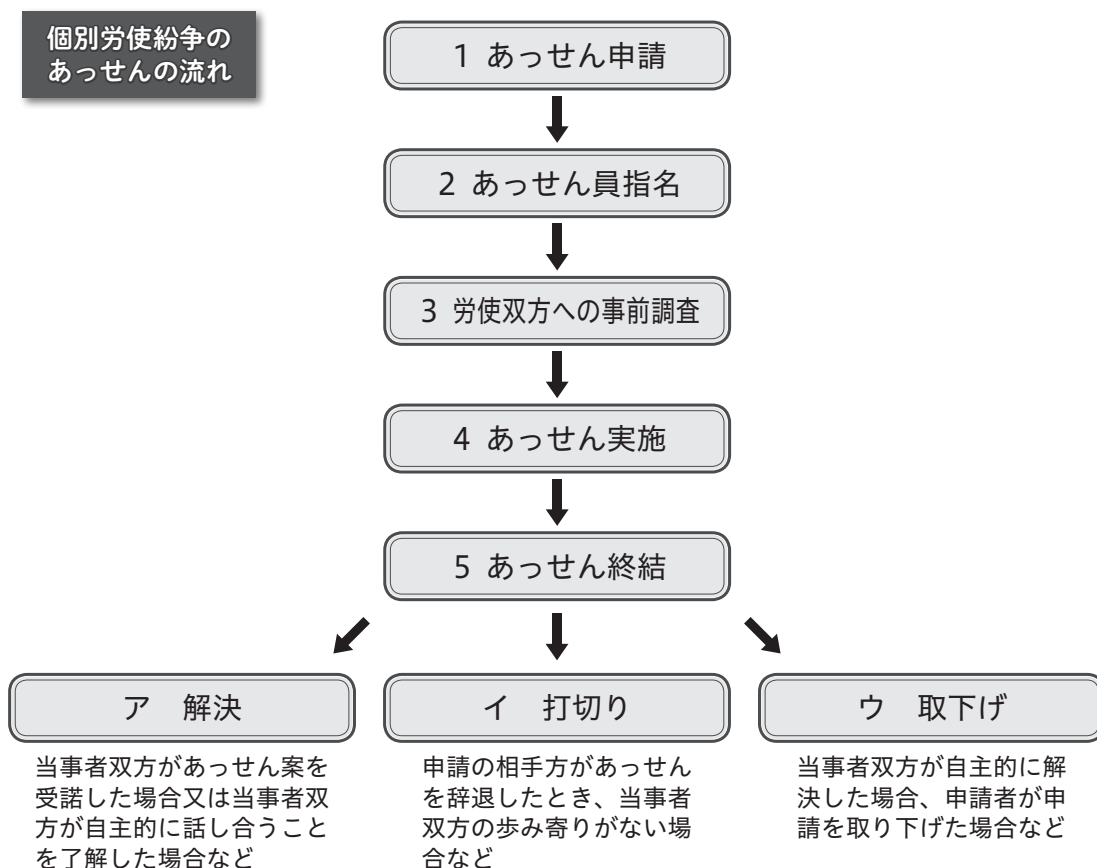 個別労使紛争の
あっせんの流れ
1 あっせん申請
2 あっせん員指名
3 労使双方への事前調査
4 あっせん実施
5 あっせん終結
ア 解決
当事者双方があっせん案を
受諾した場合又は当事者双
方が自主的に話し合うこと
を了解した場合など
イ 打切り
申請の相手方があっせん
を辞退したとき、当事者
双方の歩み寄りがない場
合など
ウ 取下げ
当事者双方が自主的に解
決した場合、申請者が申
請を取り下げた場合など